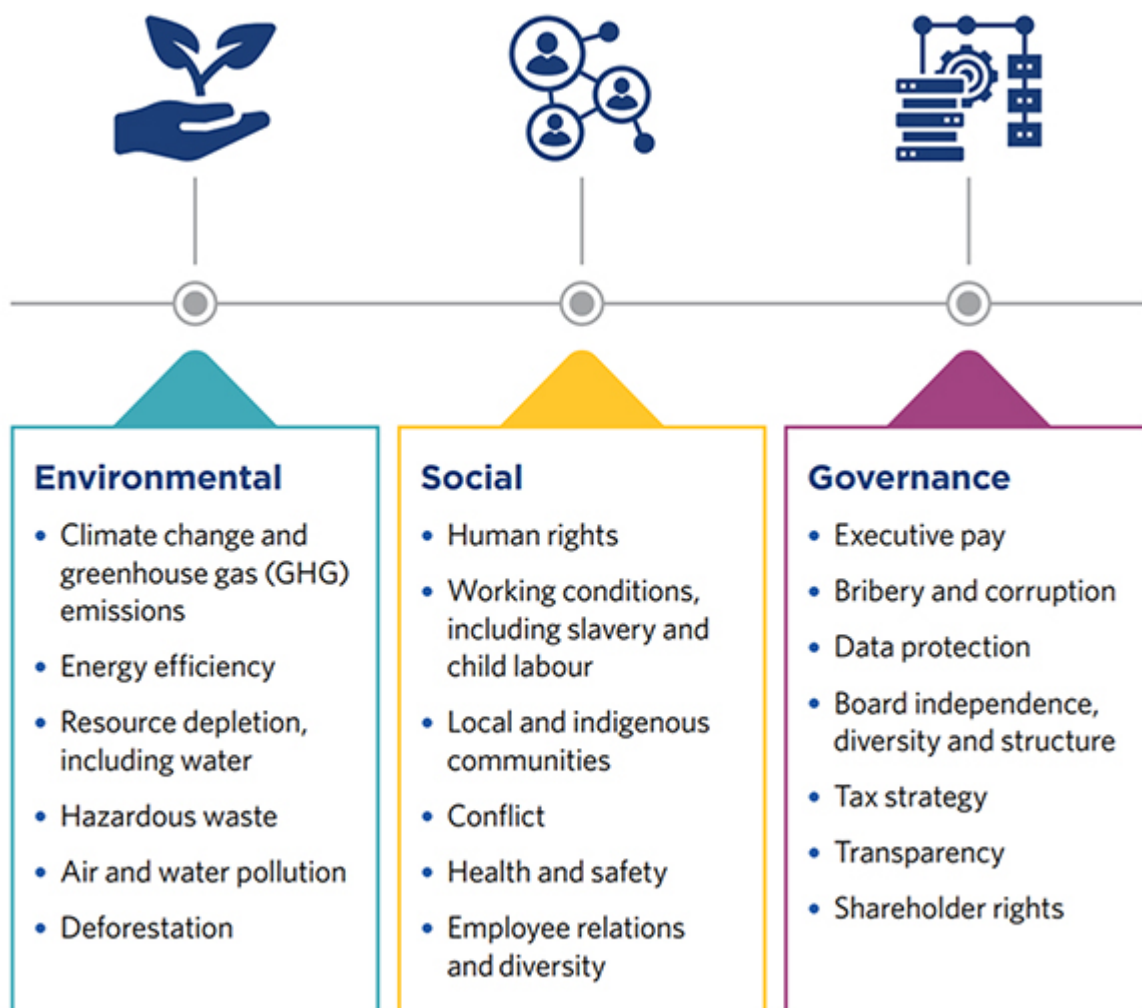 Environmental
• Climate change and
greenhouse gas (GHG)
emissions
• Energy efficiency
• Resource depletion,
including water
• Hazardous waste
• Air and water pollution
• Deforestation
Social
• Human rights
• Working conditions,
including slavery and
child labour
• Local and indigenous
communities
• Conflict
• Health and safety
• Employee relations
and diversity
Governance
• Executive pay
• Bribery and corruption
• Data protection
• Board independence,
diversity and structure
• Tax strategy
• Transparency
• Shareholder rights